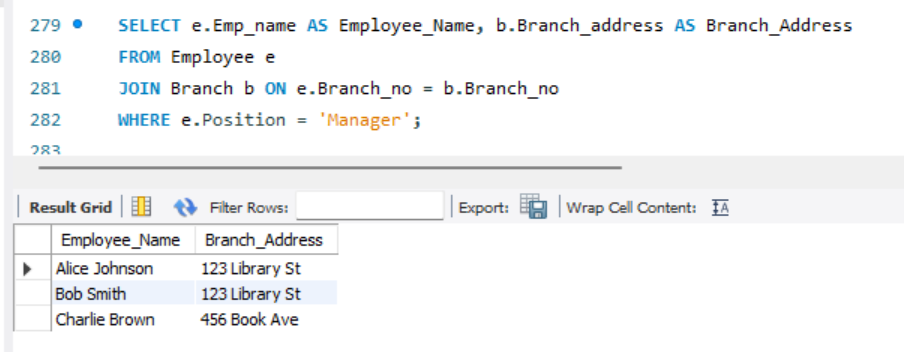 279 SELECT e.Emp_name AS Employee_Name, b.Branch_address AS Branch_Address
280 FROM Employee e
281 JOIN Branch b ON e.Branch_no = b.Branch_no
282 WHERE e.Position = 'Manager';
283
Result Grid Filter Rows: Export: Wrap Cell Content:
Employee_Name Branch_Address
Alice Johnson 123 Library St
Bob Smith 123 Library St
Charlie Brown 456 Book Ave